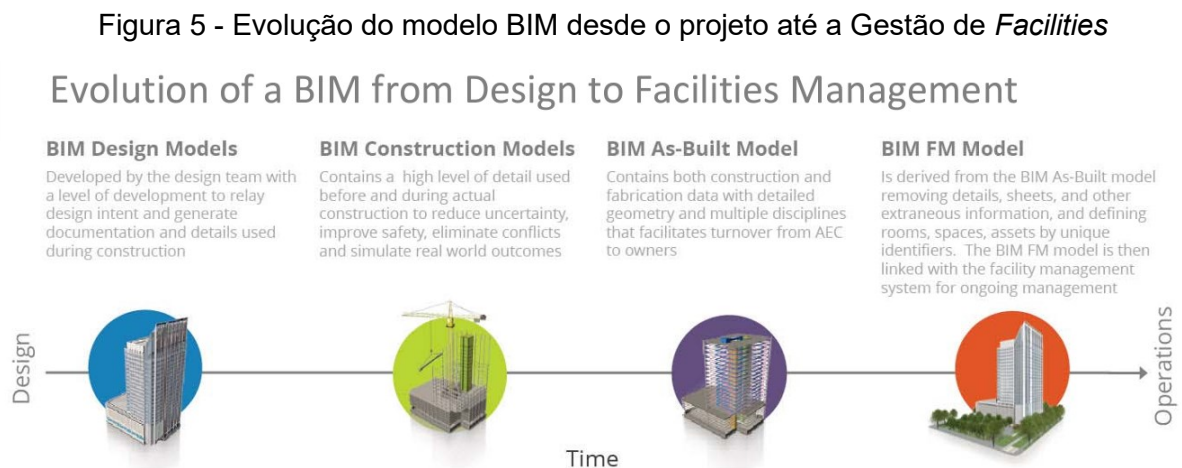 Figura 5 - Evolução do modelo BIM desde o projeto até a Gestão de Facilities
Evolution of a BIM from Design to Facilities Management
BIM Design Models
Developed by the design team with
a level of development to relay
design intent and generate
documentation and details used
during construction
BIM Construction Models
Contains a high level of detail used
before and during actual
construction to reduce uncertainty,
improve safety, eliminate conflicts
and simulate real world outcomes
BIM As-Built Model
Contains both construction and
fabrication data with detailed
geometry and multiple disciplines
that facilitates turnover from AEC
to owners
BIM FM Model
Is derived from the BIM As-Built model
removing details, sheets, and other
extraneous information, and defining
rooms, spaces, assets by unique
identifiers. The BIM FM model is then
linked with the facility management
system for ongoing management
Design
Operations
Time